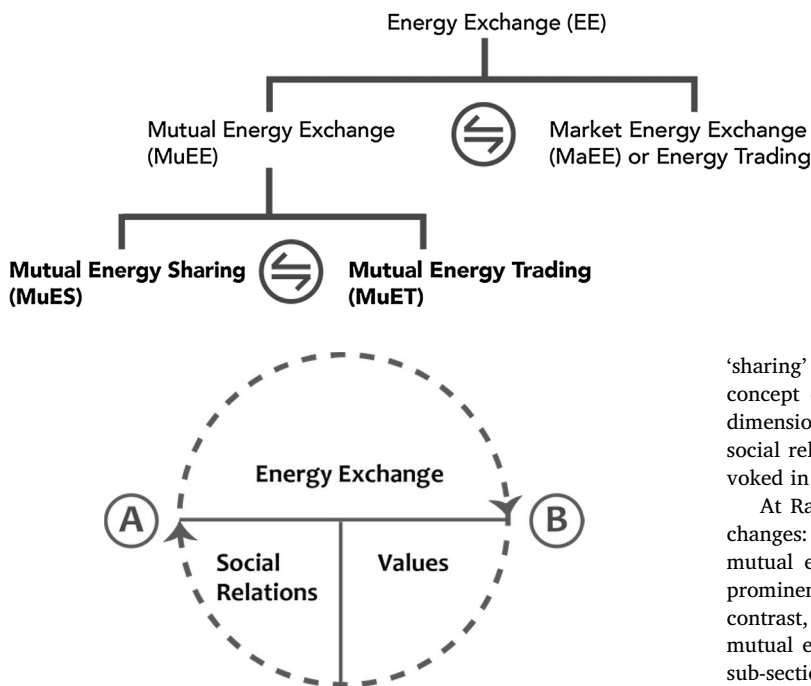 Energy Exchange (EE)
Mutual Energy Exchange
(MuEE)
Market Energy Exchange
(MaEE) or Energy Trading
Mutual Energy Sharing
(MuES)
Mutual Energy Trading
(MuET)
Energy Exchange
A
B
Social
Relations
Values
‘sharing’
concept
dimensio
social rel
voked in
At Ra
changes:
mutual e
prominen
contrast,
mutual e
sub-secti